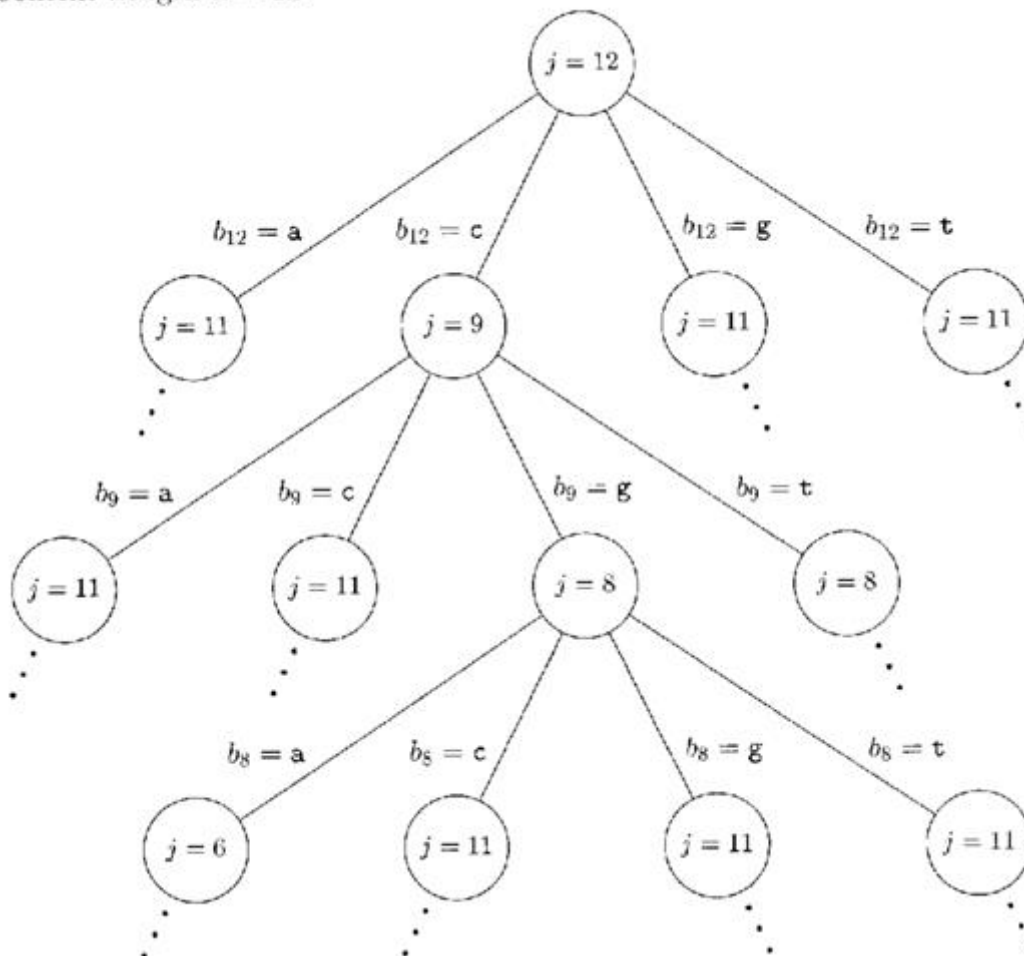 j = 12
b12 = a
b12 = c
b12 = g
b12 = t
j = 11
j = 9
j = 11
j = 11
b9 = a
b9 = c
b9 = g
b9 = t
j = 11
j = 11
j = 8
j = 8
b8 = a
b8 = c
b8 = g
b8 = t
j = 6
j = 11
j = 11
j = 11